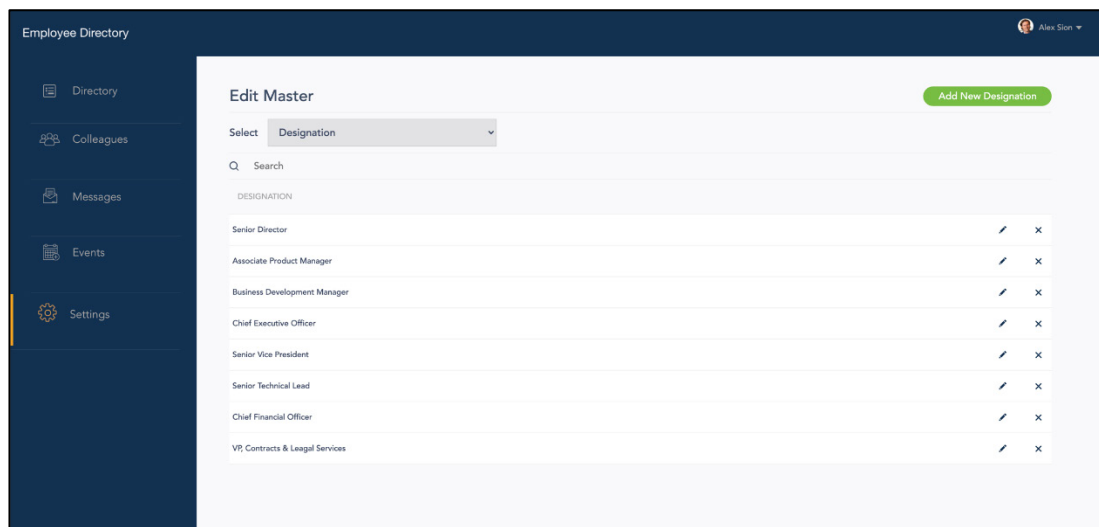 Employee Directory
Alex Sion
Directory
Colleagues
Messages
Events
Settings
Edit Master
Add New Designation
Select Designation
Search
DESIGNATION
Senior Director
Associate Product Manager
Business Development Manager
Chief Executive Officer
Senior Vice President
Senior Technical Lead
Chief Financial Officer
VP, Contracts & Leagal Services